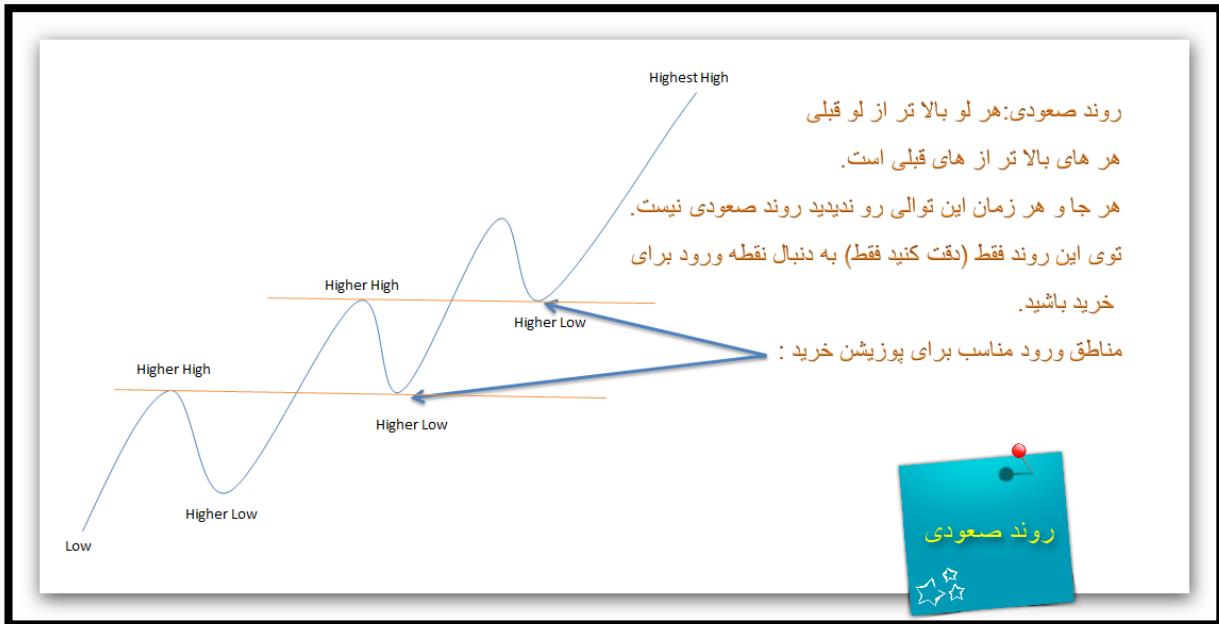 Highest High
روند صعودی:هر لو بالا تر از لو قبلی
هر های بالا تر از های قبلی است.
هر جا و هر زمان این توالی رو ندیدید روند صعودی نیست.
توی این روند فقط (دقت کنید فقط) به دنبال نقطه ورود برای
خرید باشید.
مناطق ورود مناسب برای پوزیشن خرید :
Higher High
Higher Low
Higher High
Higher Low
Higher Low
Low
روند صعودی